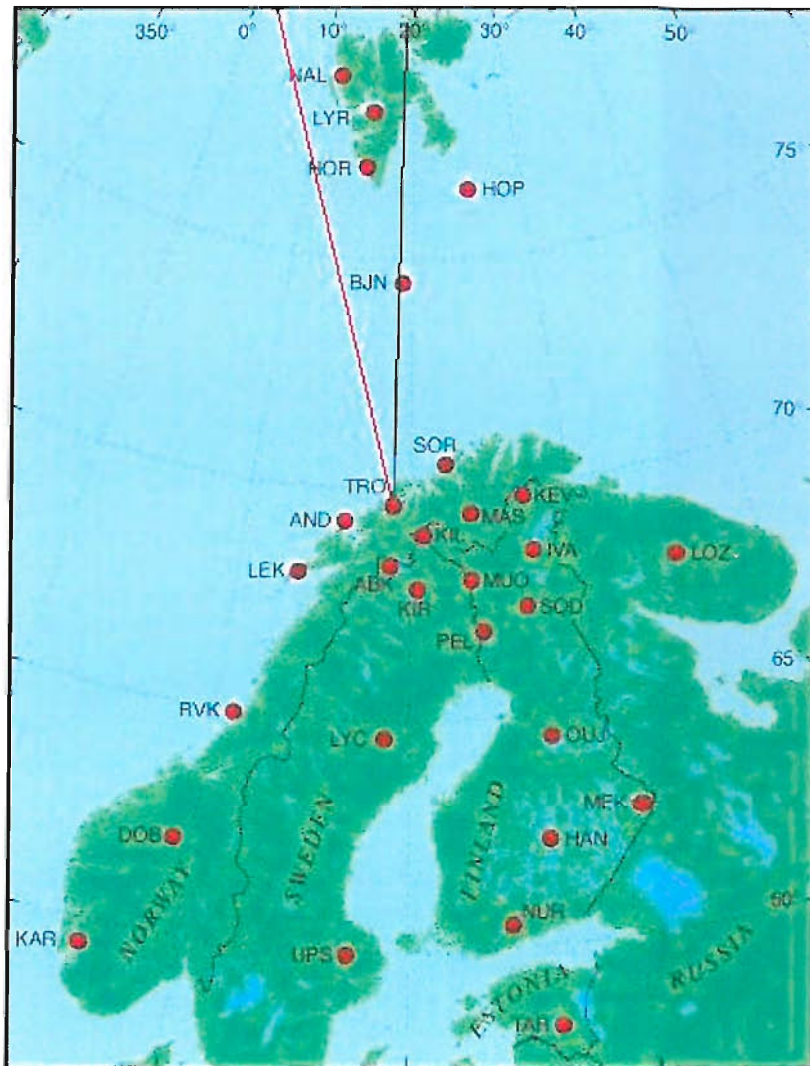 350° 0° 10° 20° 30° 40° 50°
NAL
LYR
75
HOR
HOP
BJN
70
SOR
TRO
KEV
MAS
AND
KIL
IVA
LOZ
LEK
ABK
MUO
KIR
SOD
PEL
65
RVK
LYC
OUJ
MEK
DOB
HAN
SWEDEN
FINLAND
NORWAY
60
NUR
KAR
UPS
RUSSIA
ESTONIA
TAR